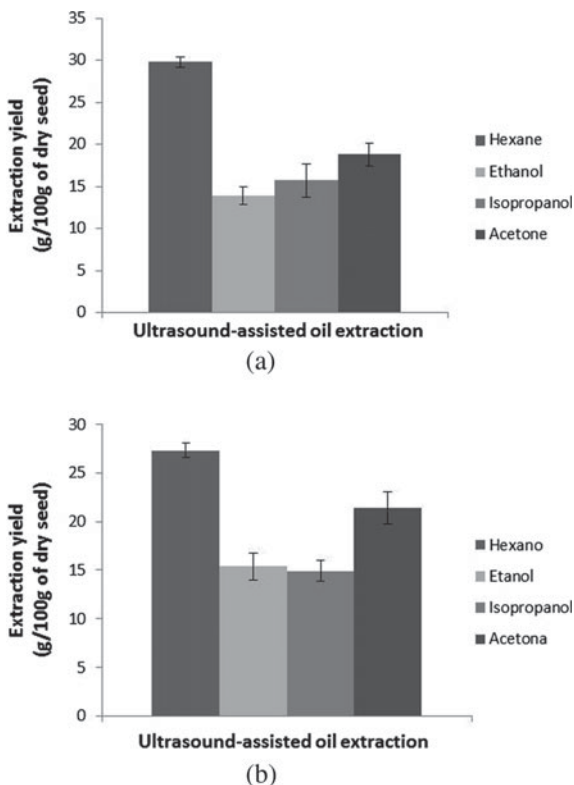 Extraction yield
(g/100g of dry seed)
35
30
25
20
15
10
5
0
Hexane
Ethanol
Isopropanol
Acetone
Ultrasound-assisted oil extraction
(a)
Extraction yield
(g/100g of dry seed)
30
25
20
15
10
5
0
Hexano
Etanol
Isopropanol
Acetona
Ultrasound-assisted oil extraction
(b)